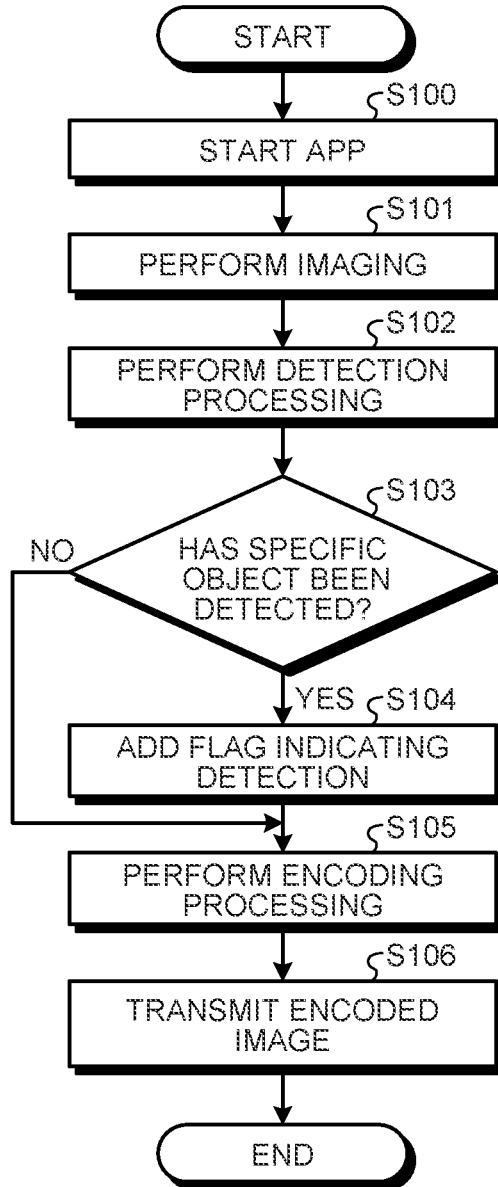 START
S100
START APP
S101
PERFORM IMAGING
S102
PERFORM DETECTION
PROCESSING
S103
NO
HAS SPECIFIC
OBJECT BEEN
DETECTED?
YES
S104
ADD FLAG INDICATING
DETECTION
S105
PERFORM ENCODING
PROCESSING
S106
TRANSMIT ENCODED
IMAGE
END